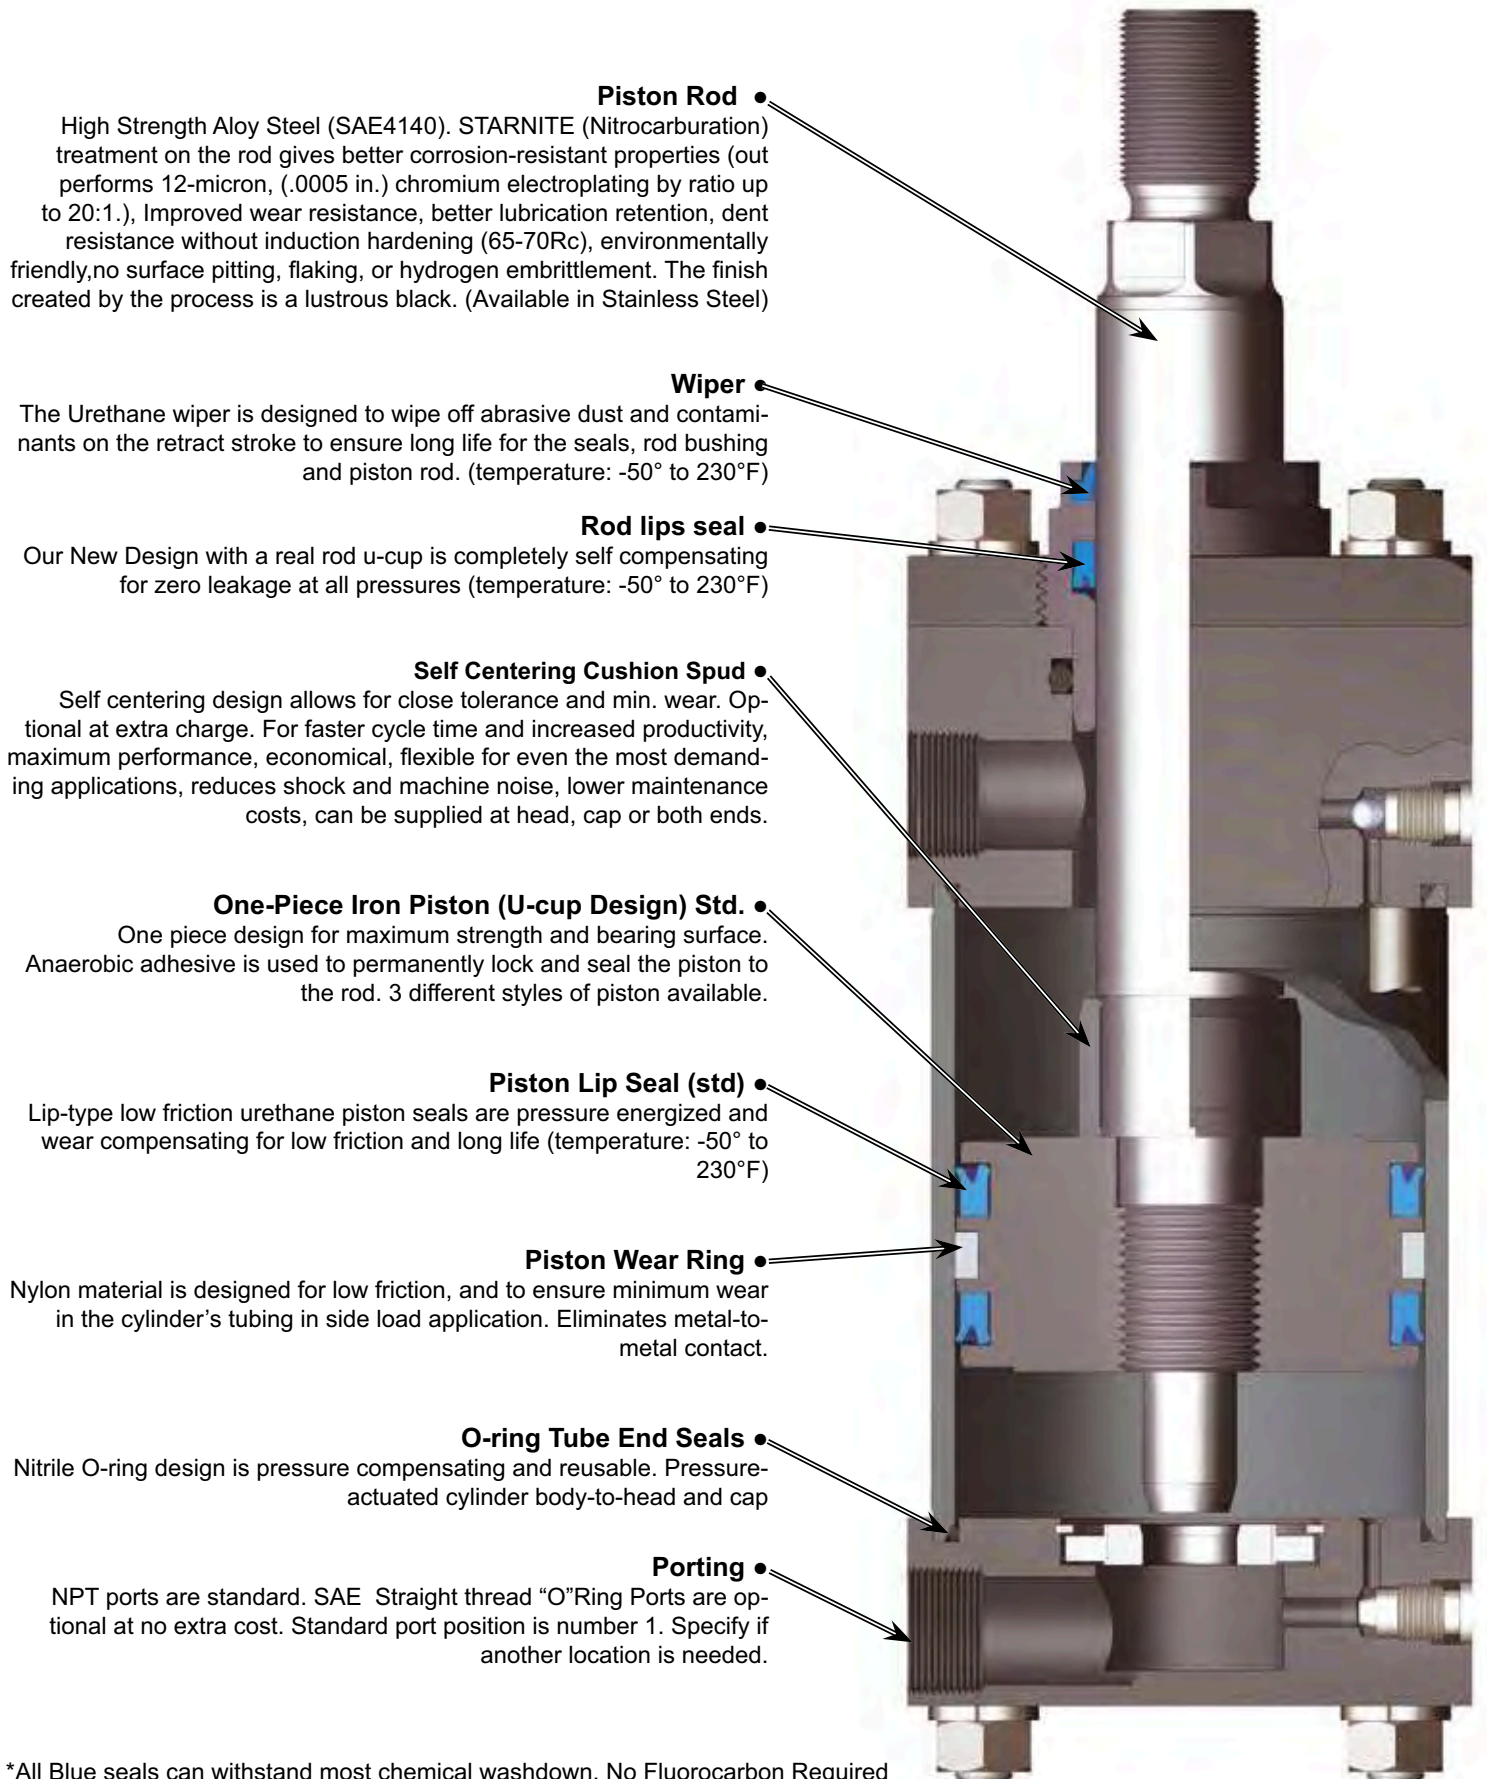 Piston Rod •
High Strength Aloy Steel (SAE4140). STARNITE (Nitrocarburation)
treatment on the rod gives better corrosion-resistant properties (out
performs 12-micron, (.0005 in.) chromium electroplating by ratio up
to 20:1.), Improved wear resistance, better lubrication retention, dent
resistance without induction hardening (65-70Rc), environmentally
friendly,no surface pitting, flaking, or hydrogen embrittlement. The finish
created by the process is a lustrous black. (Available in Stainless Steel)
Wiper •
The Urethane wiper is designed to wipe off abrasive dust and contami-
nants on the retract stroke to ensure long life for the seals, rod bushing
and piston rod. (temperature: -50° to 230°F)
Rod lips seal •
Our New Design with a real rod u-cup is completely self compensating
for zero leakage at all pressures (temperature: -50° to 230°F)
Self Centering Cushion Spud •
Self centering design allows for close tolerance and min. wear. Op-
tional at extra charge. For faster cycle time and increased productivity,
maximum performance, economical, flexible for even the most demand-
ing applications, reduces shock and machine noise, lower maintenance
costs, can be supplied at head, cap or both ends.
One-Piece Iron Piston (U-cup Design) Std. •
One piece design for maximum strength and bearing surface.
Anaerobic adhesive is used to permanently lock and seal the piston to
the rod. 3 different styles of piston available.
Piston Lip Seal (std) •
Lip-type low friction urethane piston seals are pressure energized and
wear compensating for low friction and long life (temperature: -50° to
230°F)
Piston Wear Ring •
Nylon material is designed for low friction, and to ensure minimum wear
in the cylinder’s tubing in side load application. Eliminates metal-to-
metal contact.
O-ring Tube End Seals •
Nitrile O-ring design is pressure compensating and reusable. Pressure-
actuated cylinder body-to-head and cap
Porting •
NPT ports are standard. SAE  Straight thread “O”Ring Ports are op-
tional at no extra cost. Standard port position is number 1. Specify if
another location is needed.
*All Blue seals can withstand most chemical washdown. No Fluorocarbon Required